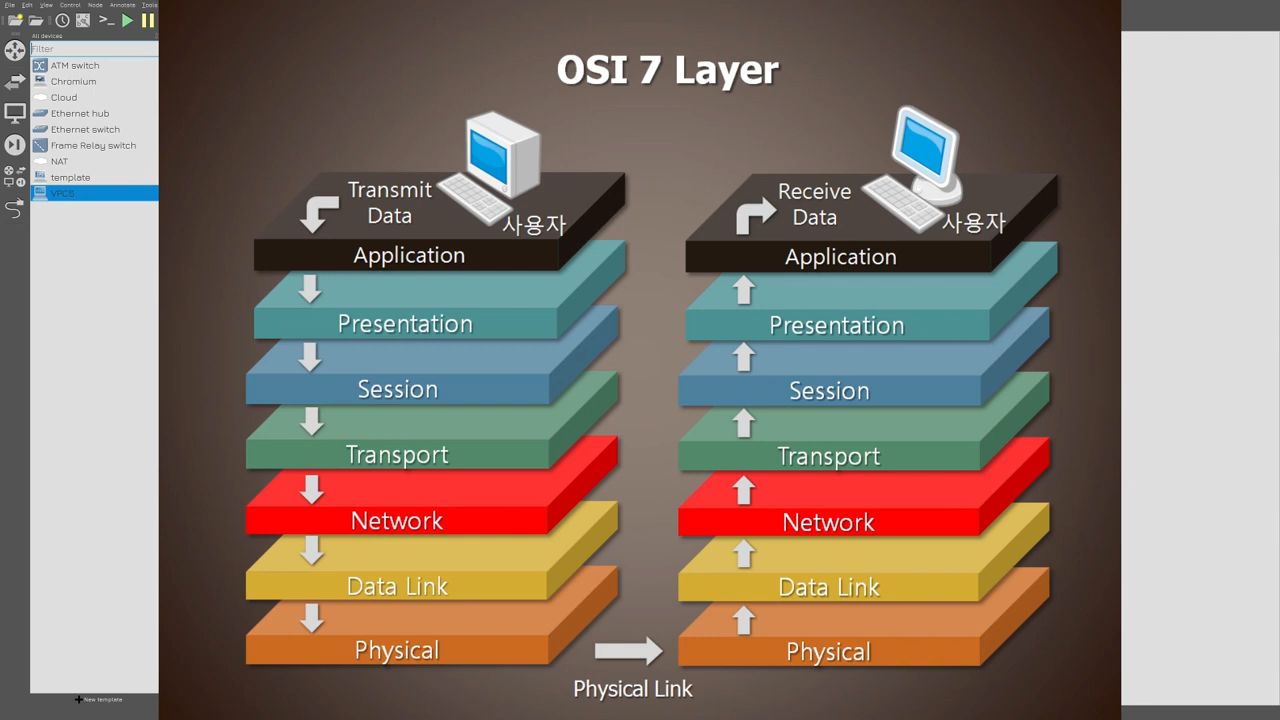 File Edit View Control Node Annotate Tools
All devices
Filter
ATM switch
Chromium
Cloud
Ethernet hub
Ethernet switch
Frame Relay switch
NAT
template
VPCS
New template
OSI 7 Layer
Transmit
Data
사용자
Application
Presentation
Session
Transport
Network
Data Link
Physical
Receive
Data
사용자
Application
Presentation
Session
Transport
Network
Data Link
Physical
Physical Link